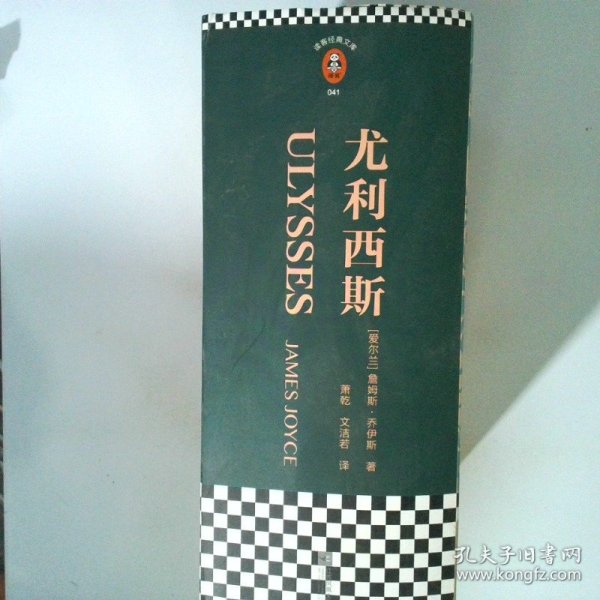 读客经典文库
041
尤利西斯
ULYSSES
[爱尔兰] 詹姆斯·乔伊斯 著
JAMES JOYCE
萧乾 文洁若 译
孔夫子旧书网
www.kongfz.com